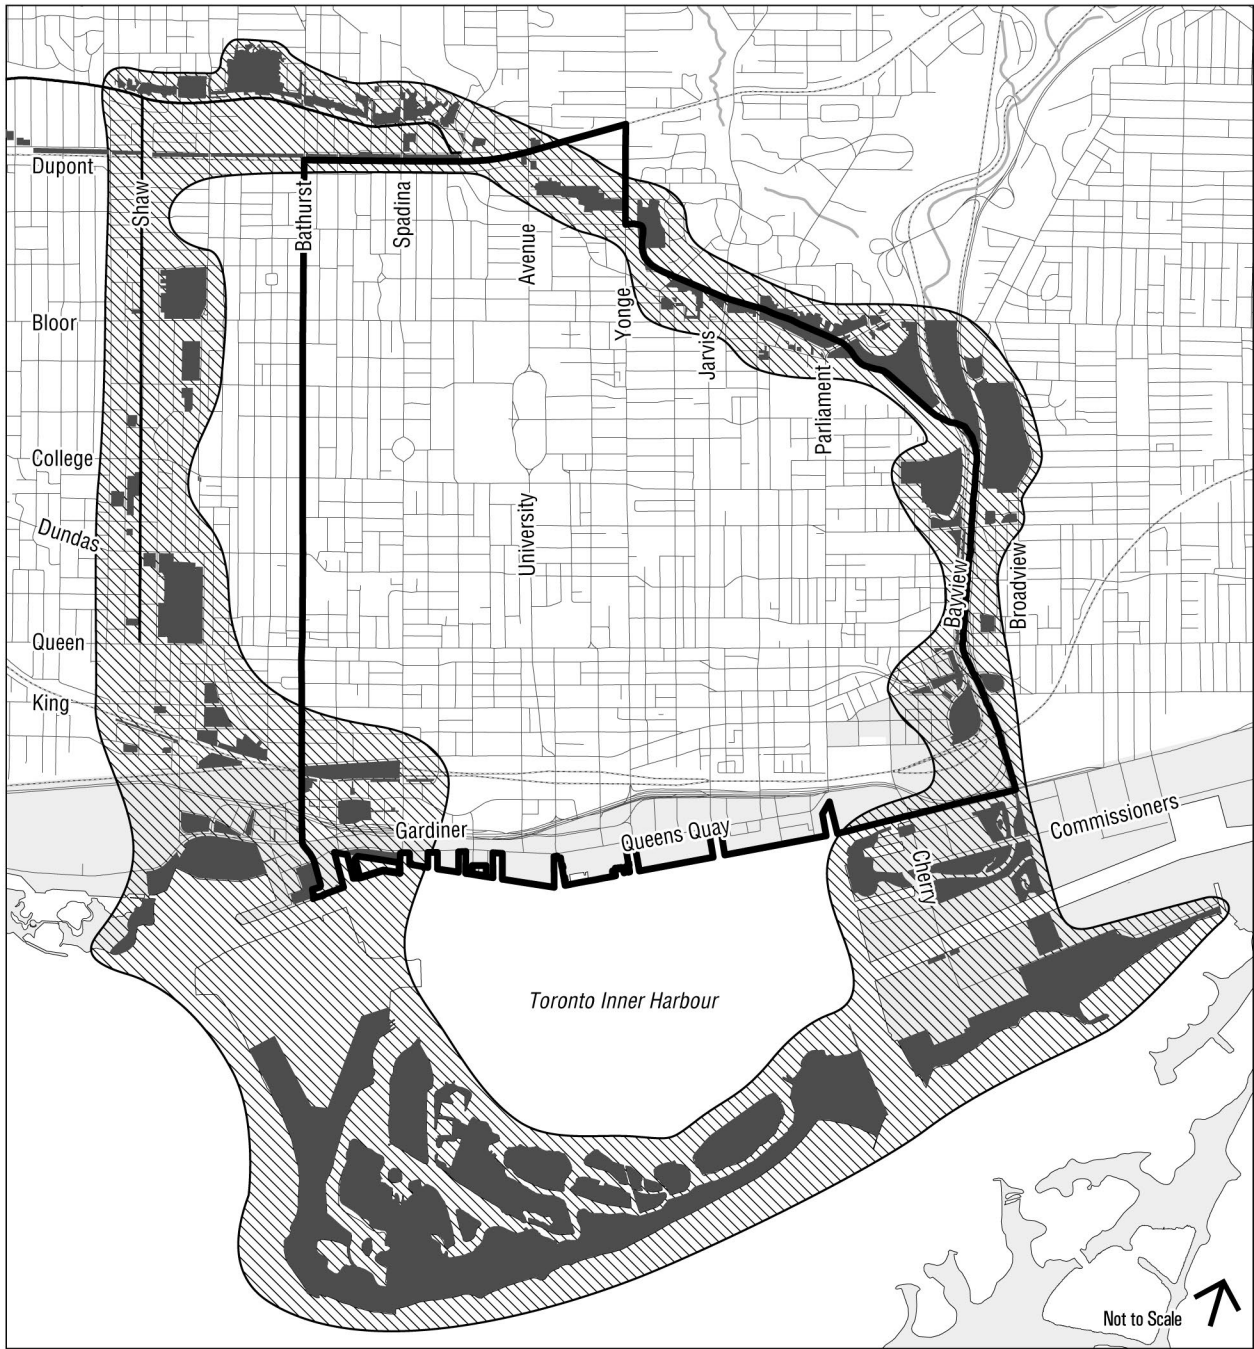 Dupont
Shaw
Bathurst
Spadina
Avenue
Yonge
Jarvis
Parliament
Bloor
College
Dundas
University
Bayview
Broadview
Queen
King
Gardiner
Queens Quay
Cherry
Commissioners
Toronto Inner Harbour
Not to Scale